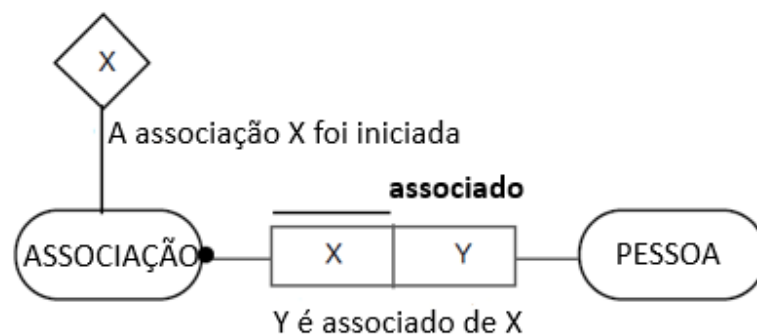 X
A associação X foi iniciada
associado
ASSOCIAÇÃO X Y PESSOA
Y é associado de X